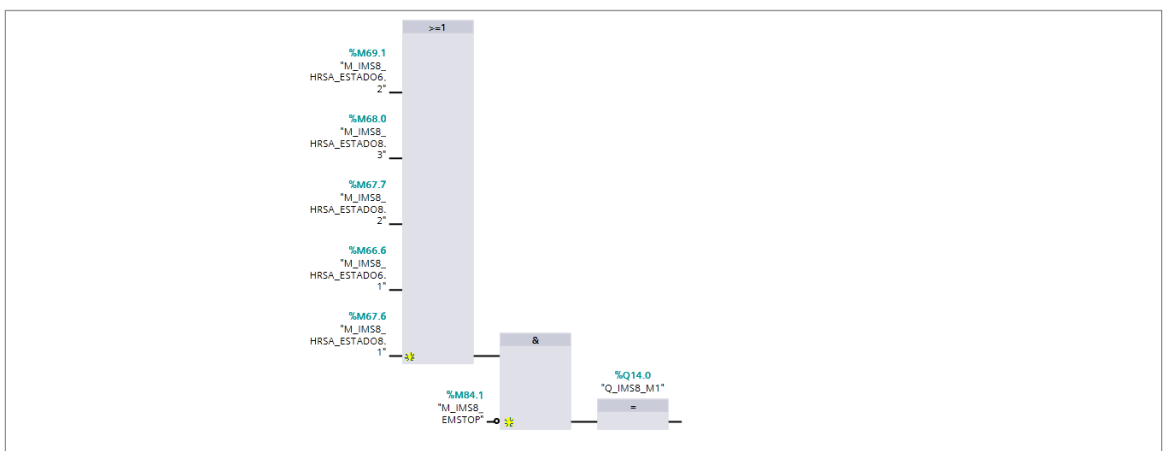 >=1
%M69.1
"M_IMS8_
HRSA_ESTADO6.
2"
%M68.0
"M_IMS8_
HRSA_ESTADO8.
3"
%M67.7
"M_IMS8_
HRSA_ESTADO8.
2"
%M66.6
"M_IMS8_
HRSA_ESTADO6.
1"
%M67.6
"M_IMS8_
HRSA_ESTADO8.
1"
&
%M84.1
"M_IMS8_
EMSTOP"
%Q14.0
"Q_IMS8_M1"
=